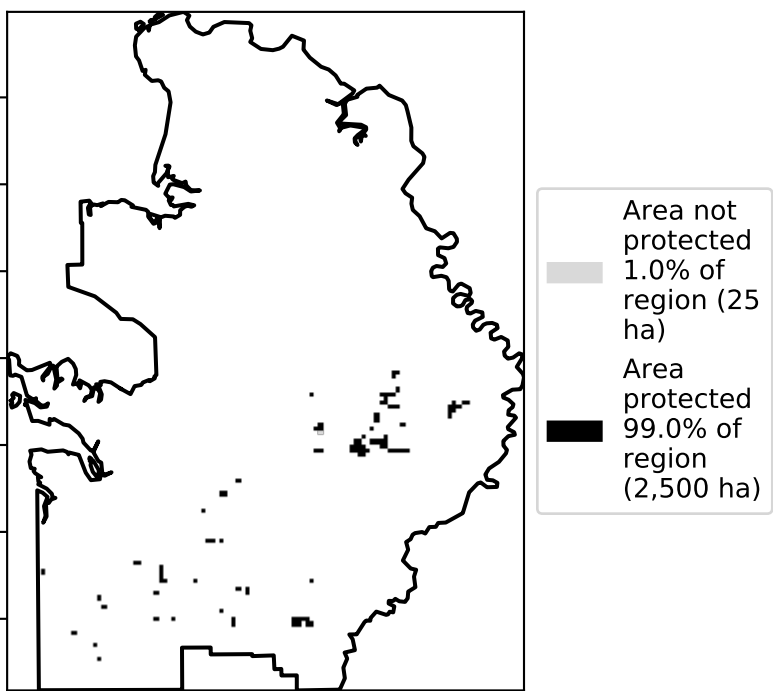 Area not
protected
1.0% of
region (25
ha)
Area
protected
99.0% of
region
(2,500 ha)